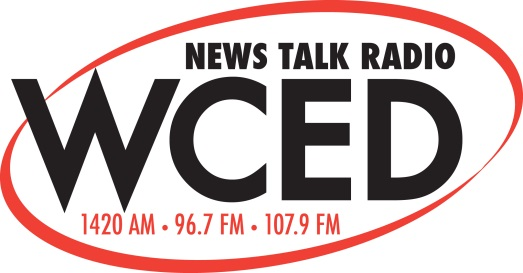 NEWS TALK RADIO
WCED
1420 AM • 96.7 FM • 107.9 FM